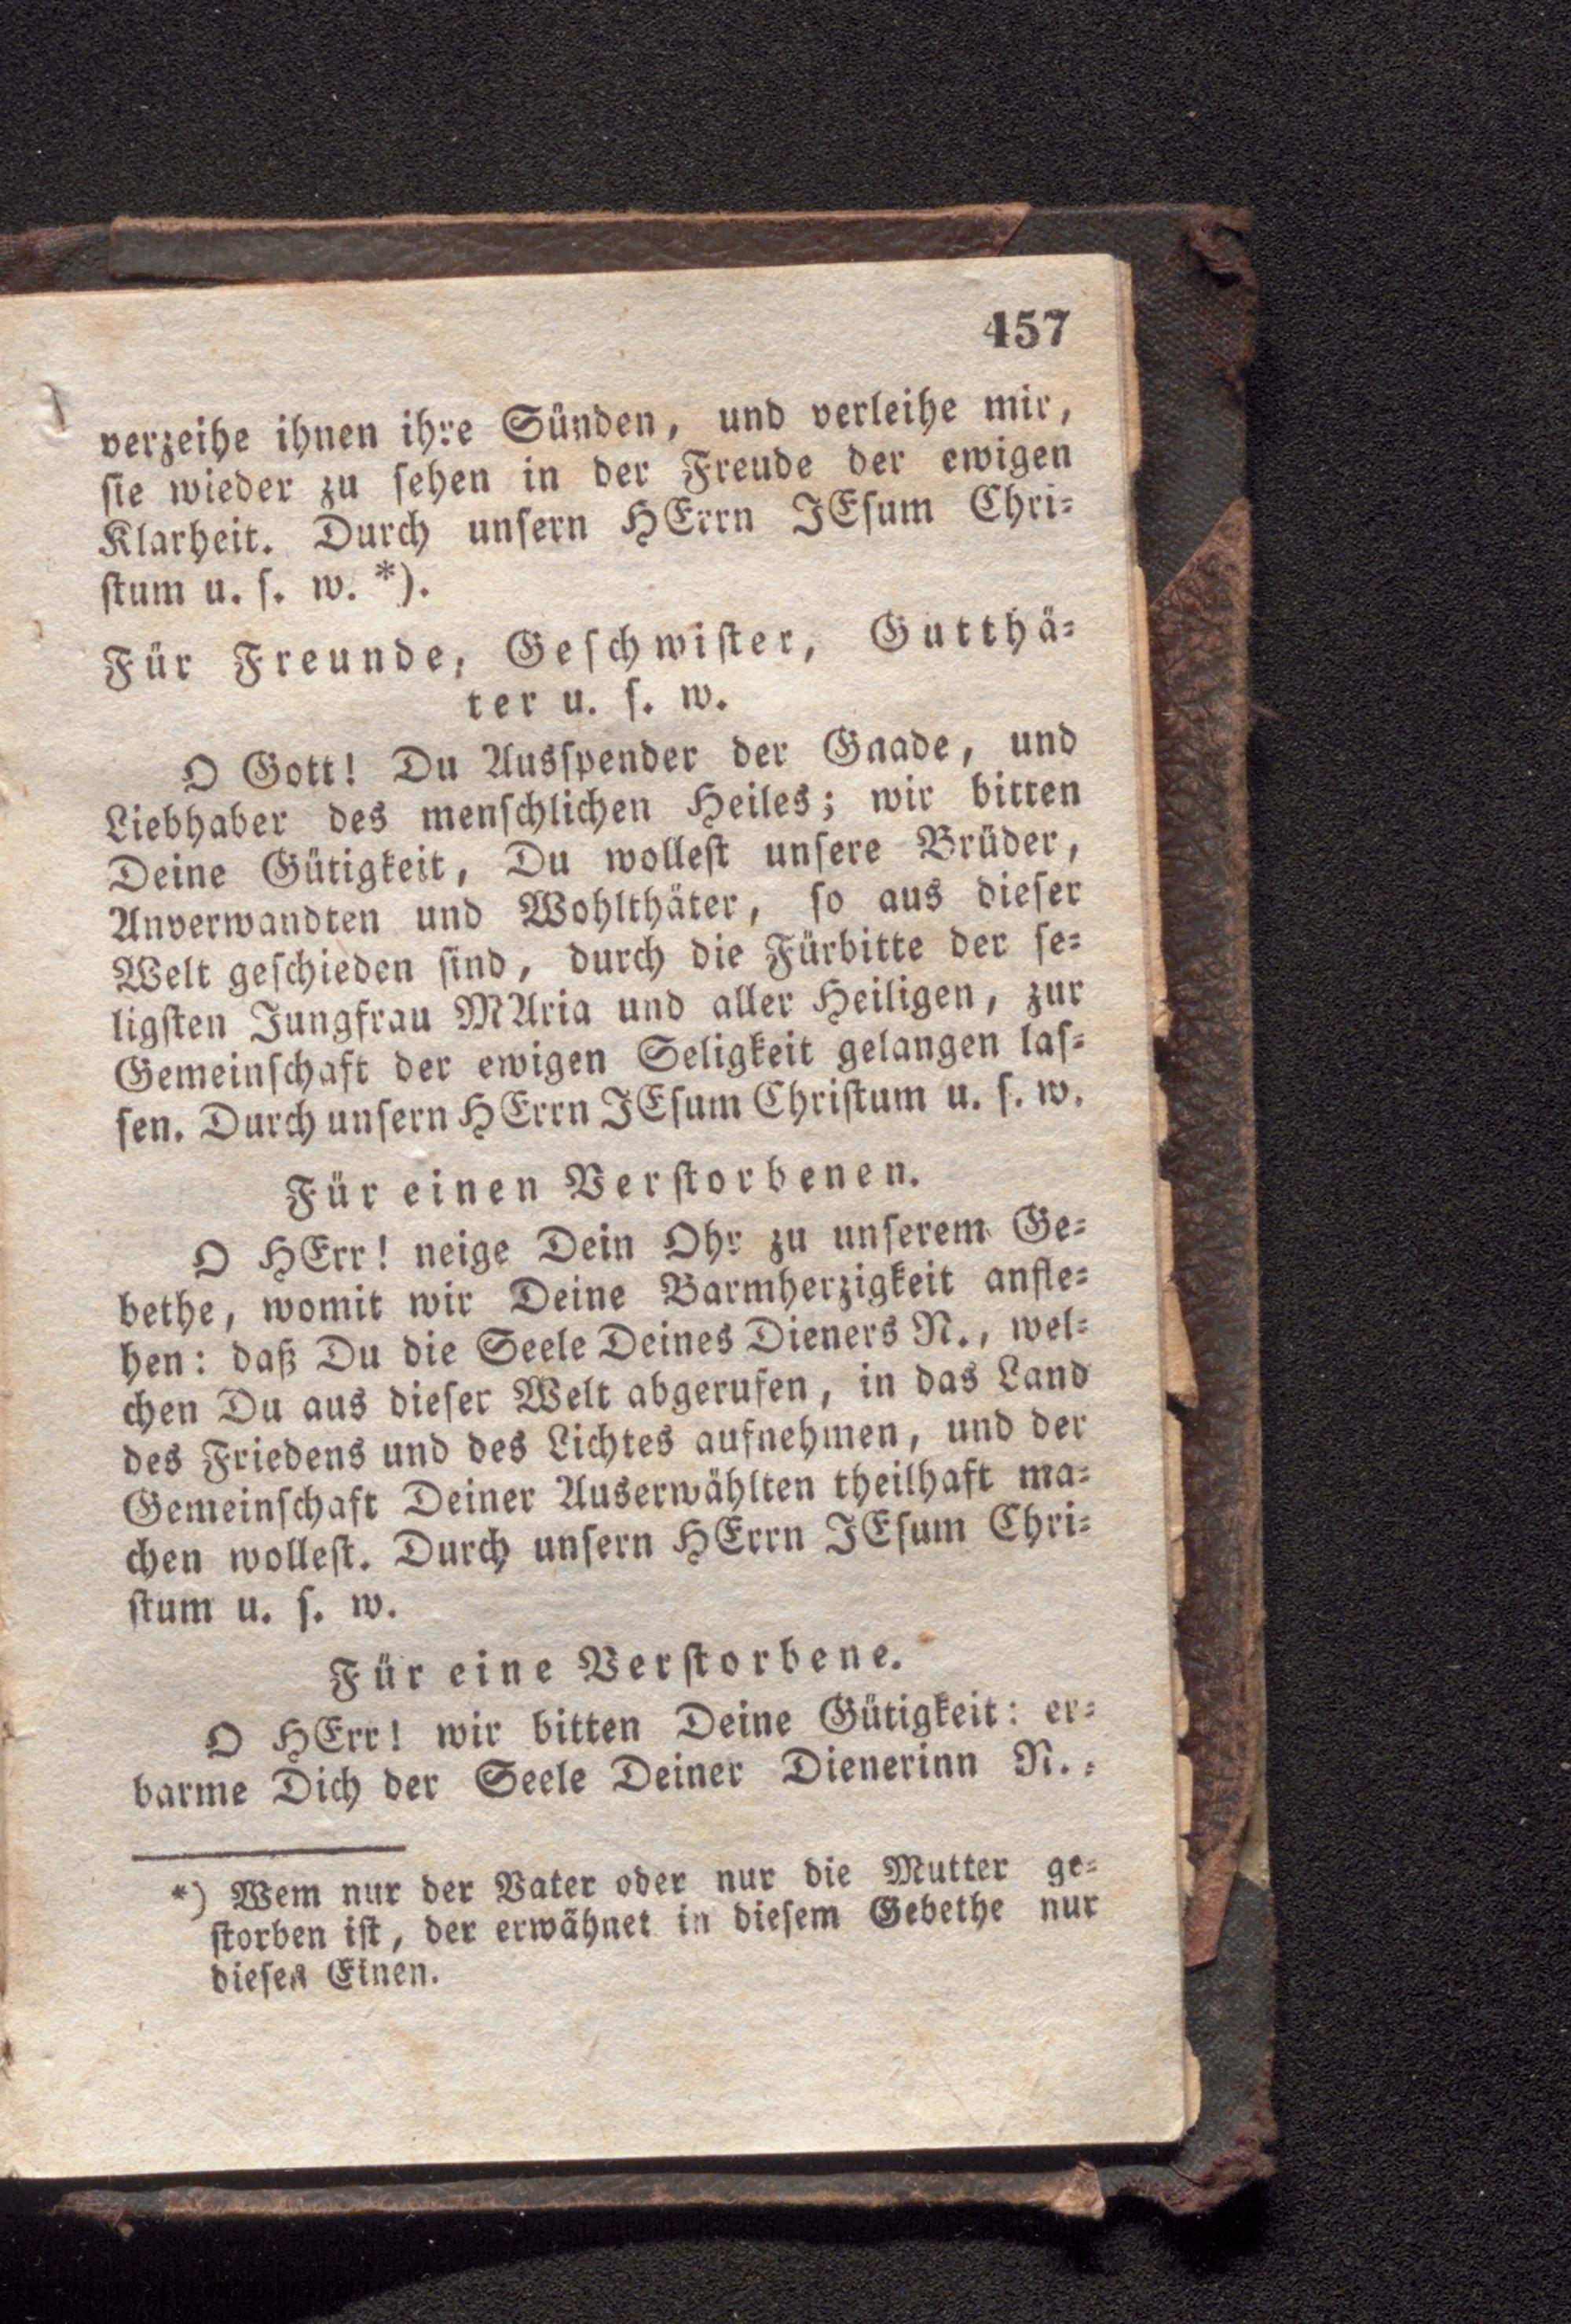 457
verzeihe ihnen ihre Sünden, und verleihe mir,
sie wieder zu sehen in der Freude der ewigen
Klarheit. Durch unsern HErrn JEsum Chri-
stum u. s. w. *).
Für Freunde, Geschwister, Gutthä-
ter u. s. w.
O Gott! Du Ausspender der Gnade, und
Liebhaber des menschlichen Heiles; wir bitten
Deine Gütigkeit, Du wollest unsere Brüder,
Anverwandten und Wohlthäter, so aus dieser
Welt geschieden sind, durch die Fürbitte der se-
ligsten Jungfrau MAria und aller Heiligen, zur
Gemeinschaft der ewigen Seligkeit gelangen las-
sen. Durch unsern HErrn JEsum Christum u. s. w.
Für einen Verstorbenen.
O HErr! neige Dein Ohr zu unserem Ge-
bethe, womit wir Deine Barmherzigkeit anfle-
hen: daß Du die Seele Deines Dieners N., wel-
chen Du aus dieser Welt abgerufen, in das Land
des Friedens und des Lichtes aufnehmen, und der
Gemeinschaft Deiner Auserwählten theilhaft ma-
chen wollest. Durch unsern HErrn JEsum Chri-
stum u. s. w.
Für eine Verstorbene.
O HErr! wir bitten Deine Gütigkeit: er-
barme Dich der Seele Deiner Dienerinn N.,
*) Wem nur der Vater oder nur die Mutter ge-
storben ist, der erwähnet in diesem Gebethe nur
diesen Einen.